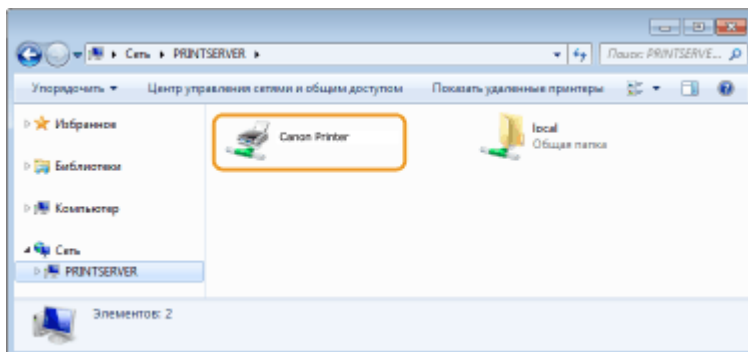 Сеть ▸ PRINTSERVER ▸
Поиск: PRINTSERVE...
Упорядочить
Центр управления сетями и общим доступом
Показать удаленные принтеры
Избранное
Библиотеки
Компьютер
Сеть
PRINTSERVER
Canon Printer
local
Общая папка
Элементов: 2